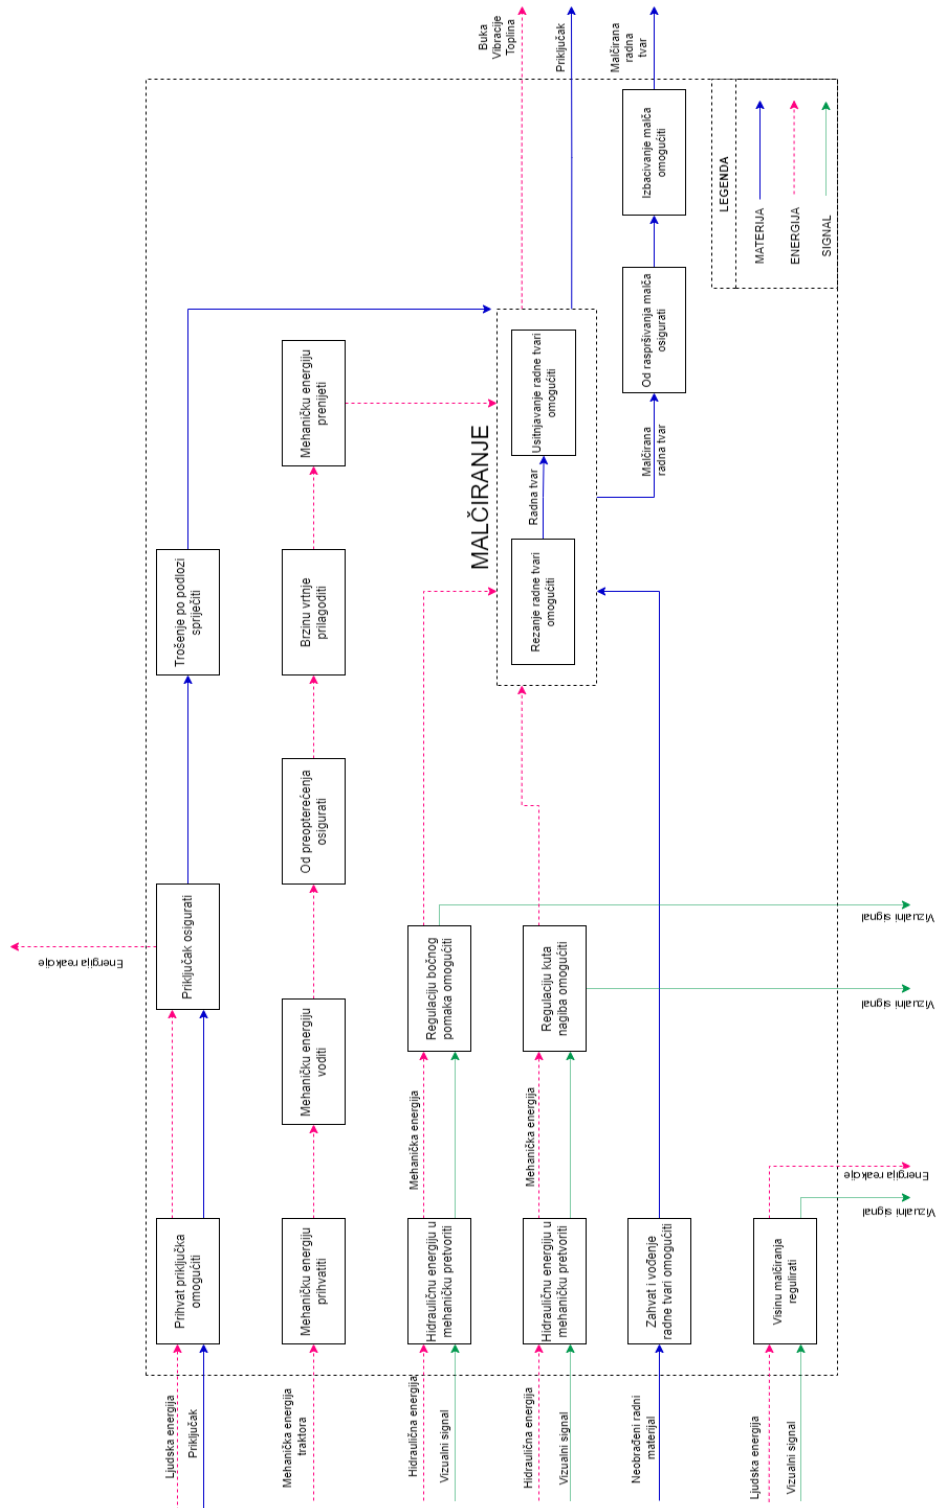 Ljudska energija
Priključak
Prihvat priključka
omogućiti
Energija reakcije
Priključak osigurati
Trošenje po podlozi
spriječiti
Mehanička energija
traktora
Mehaničku energiju
prihvatiti
Mehaničku energiju
voditi
Od preopterećenja
osigurati
Brzinu vrtnje
prilagoditi
Mehaničku energiju
prenijeti
Hidraulična energija
Vizualni signal
Hidrauličnu energiju u
mehaničku pretvoriti
Mehanička energija
Regulaciju bočnog
pomaka omogućiti
Vizualni signal
Hidraulična energija
Vizualni signal
Hidrauličnu energiju u
mehaničku pretvoriti
Mehanička energija
Regulaciju kuta
nagiba omogućiti
Vizualni signal
MALČIRANJE
Rezanje radne tvari
omogućiti
Radna tvar
Usitnjavanje radne tvari
omogućiti
Buka
Vibracije
Toplina
Priključak
Neobrađeni radni
materijal
Zahvat i vođenje
radne tvari omogućiti
Malčirana
radna tvar
Od raspršivanja malča
osigurati
Izbacivanje malča
omogućiti
Malčirana
radna
tvar
Ljudska energija
Vizualni signal
Visinu malčiranja
regulirati
Energija reakcije
Vizualni signal
LEGENDA
MATERIJA
ENERGIJA
SIGNAL